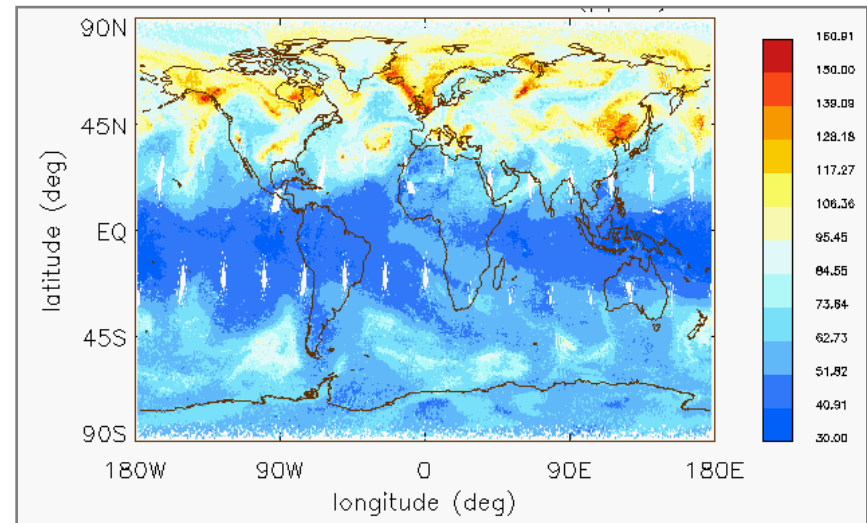 90N
45N
EQ
45S
90S
latitude (deg)
180W 90W 0 90E 180E
longitude (deg)
160.91
150.00
139.09
128.18
117.27
106.36
95.45
84.55
73.64
62.73
51.82
40.91
30.00